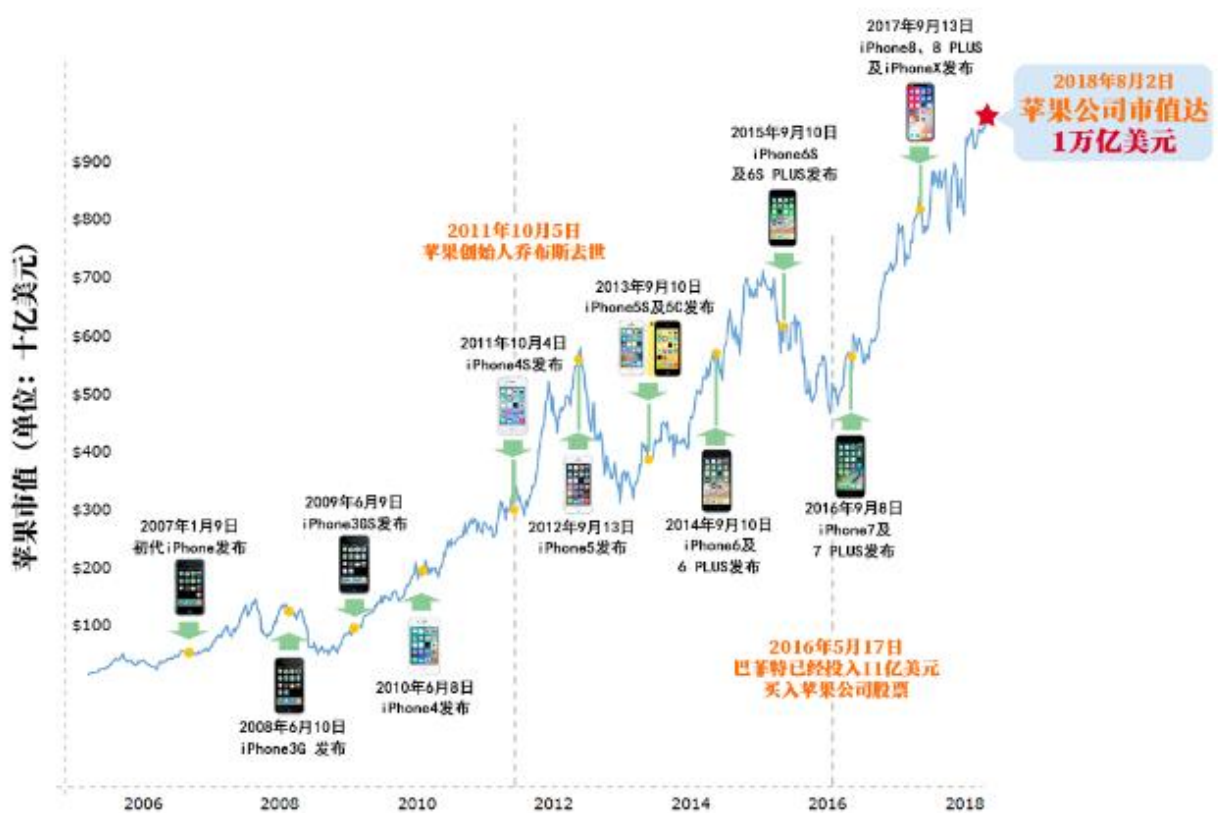 2017年9月13日
iPhone8、8 PLUS
及iPhoneX发布
2018年8月2日
苹果公司市值达
1万亿美元
2015年9月10日
iPhone6S
及6S PLUS发布
2011年10月5日
苹果创始人乔布斯去世
2013年9月10日
iPhone5S及5C发布
2011年10月4日
iPhone4S发布
2009年6月9日
iPhone3GS发布
2007年1月9日
初代iPhone发布
2012年9月13日
iPhone5发布
2014年9月10日
iPhone6及
6 PLUS发布
2016年9月8日
iPhone7及
7 PLUS发布
2010年6月8日
iPhone4发布
2008年6月10日
iPhone3G 发布
2016年5月17日
巴菲特已经投入11亿美元
买入苹果公司股票
苹果市值（单位：十亿美元）
$900
$800
$700
$600
$500
$400
$300
$200
$100
2006
2008
2010
2012
2014
2016
2018